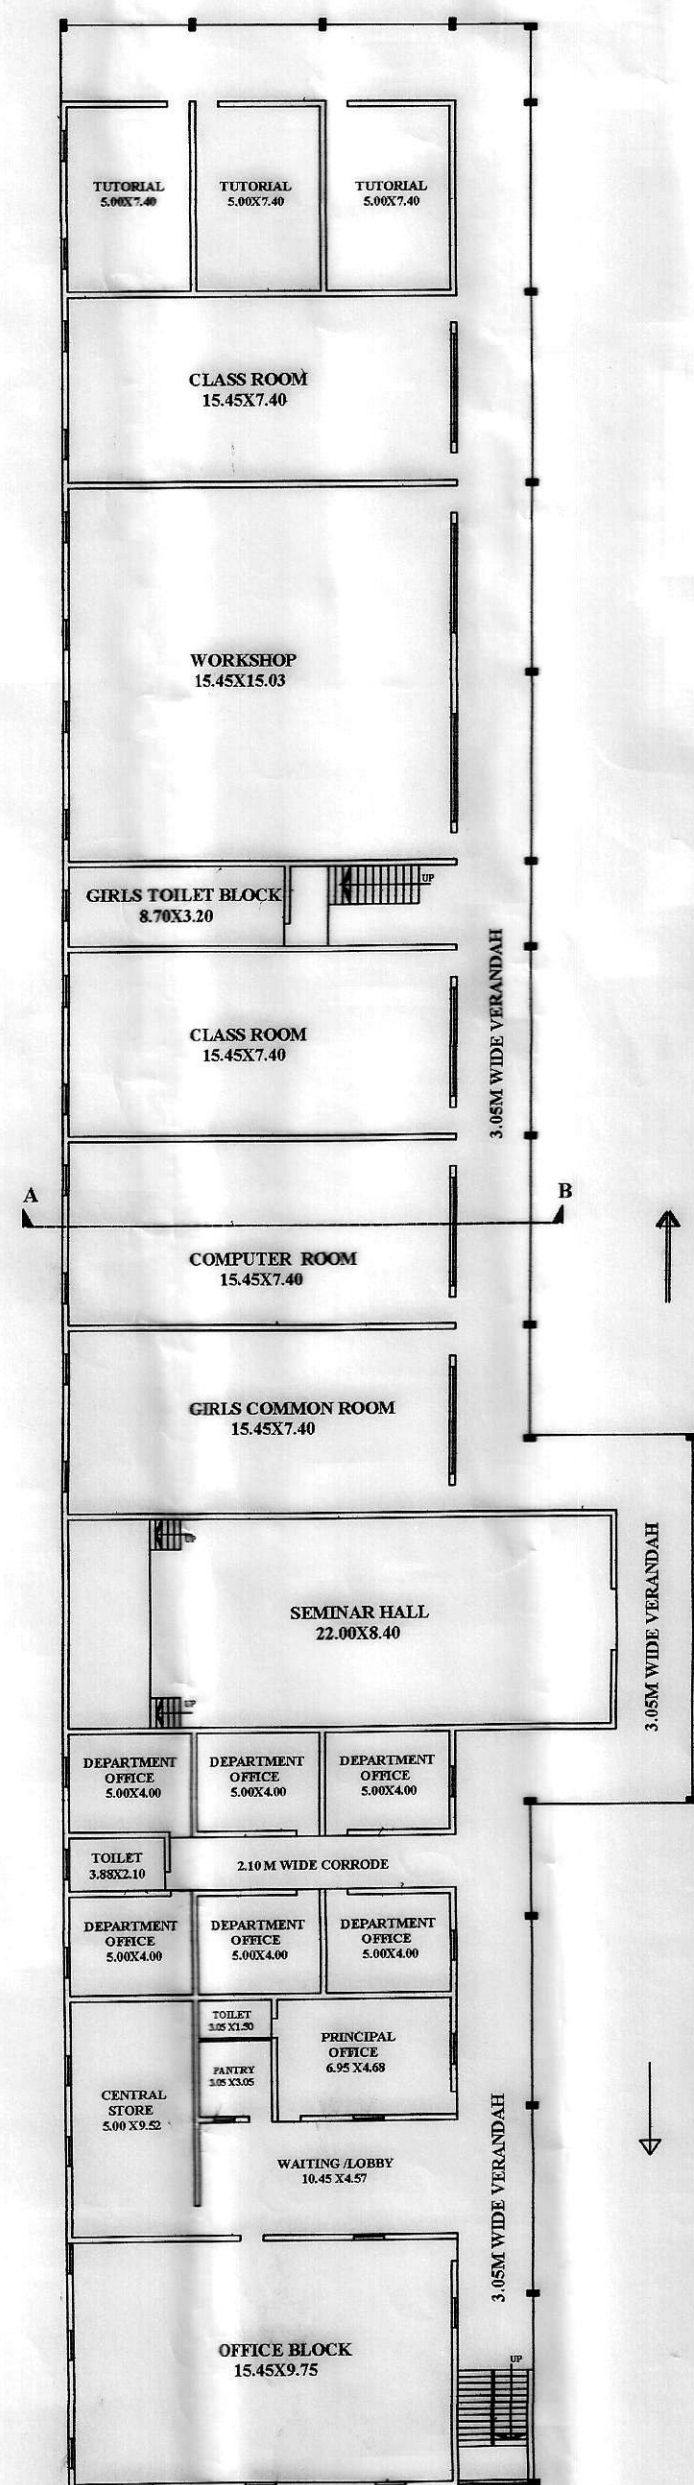 TUTORIAL
5.00X7.40
TUTORIAL
5.00X7.40
TUTORIAL
5.00X7.40
CLASS ROOM
15.45X7.40
WORKSHOP
15.45X15.03
GIRLS TOILET BLOCK
8.70X3.20
UP
3.05M WIDE VERANDAH
CLASS ROOM
15.45X7.40
A
B
COMPUTER ROOM
15.45X7.40
GIRLS COMMON ROOM
15.45X7.40
UP
SEMINAR HALL
22.00X8.40
UP
3.05M WIDE VERANDAH
DEPARTMENT
OFFICE
5.00X4.00
DEPARTMENT
OFFICE
5.00X4.00
DEPARTMENT
OFFICE
5.00X4.00
TOILET
3.88X2.10
2.10 M WIDE CORRODE
DEPARTMENT
OFFICE
5.00X4.00
DEPARTMENT
OFFICE
5.00X4.00
DEPARTMENT
OFFICE
5.00X4.00
TOILET
3.05 X1.50
PRINCIPAL
OFFICE
6.95 X4.68
PANTRY
3.05 X3.05
CENTRAL
STORE
5.00 X9.52
WAITING /LOBBY
10.45 X4.57
3.05M WIDE VERANDAH
OFFICE BLOCK
15.45X9.75
UP